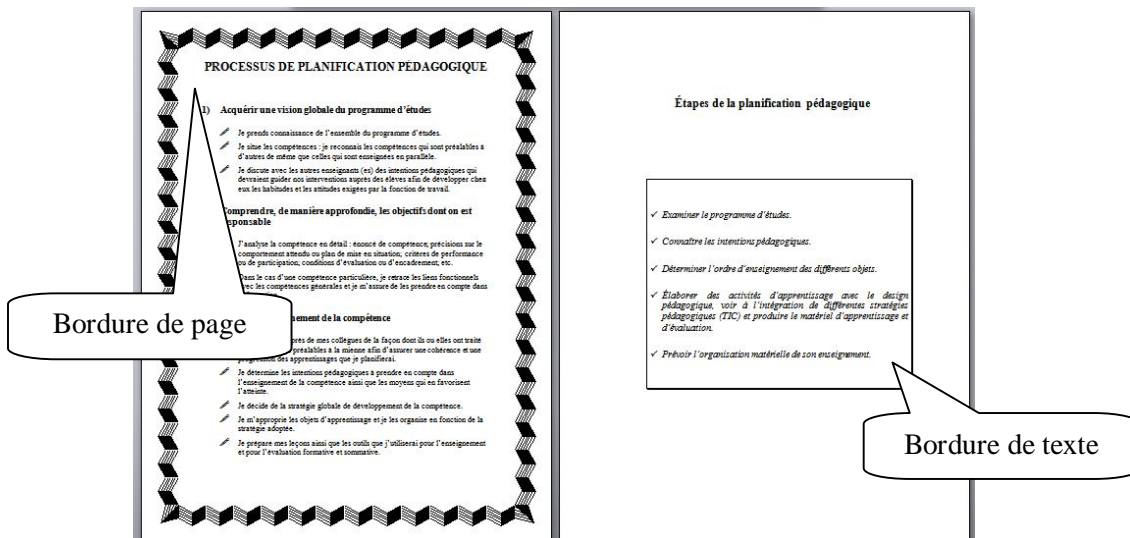 PROCESSUS DE PLANIFICATION PÉDAGOGIQUE
1) Acquérir une vision globale du programme d'études
Je prends connaissance de l'ensemble du programme d'études.
Je situe les compétences : je reconnais les compétences qui sont préalables à
d'autres de même que celles qui sont enseignées en parallèle.
Je discute avec les autres enseignants (es) des intentions pédagogiques qui
devraient guider nos interventions auprès des élèves afin de développer chez
eux les habitudes et les attitudes exigées par la fonction de travail.
Comprendre, de manière approfondie, les objectifs dont on est
responsable
J'analyse la compétence en détail : énoncé de compétence, précisions sur le
comportement attendu ou plan de mise en situation, critères de performance
ou de participation, conditions d'évaluation ou d'encadrement, etc.
Dans le cas d'une compétence particulière, je retrace les liens fonctionnels
avec les compétences générales et je m'assure de les prendre en compte dans
de la compétence
de mes collègues de la façon dont ils ou elles ont traité
préalables à la mienne afin d'assurer une cohérence et une
progression des apprentissages que je planifierai.
Je détermine les intentions pédagogiques à prendre en compte dans
l'enseignement de la compétence ainsi que les moyens qui en favorisent
l'atteinte.
Je décide de la stratégie globale de développement de la compétence.
Je m'approprie les objets d'apprentissage et je les organise en fonction de la
stratégie adoptée.
Je prépare mes leçons ainsi que les outils que j'utiliserai pour l'enseignement
et pour l'évaluation formative et sommative.
Bordure de page
Étapes de la planification pédagogique
✓ Examiner le programme d'études.
✓ Connaître les intentions pédagogiques.
✓ Déterminer l'ordre d'enseignement des différents objets.
✓ Élaborer des activités d'apprentissage avec le design
pédagogique, voir à l'intégration de différentes stratégies
pédagogiques (TIC) et produire le matériel d'apprentissage et
d'évaluation.
✓ Prévoir l'organisation matérielle de son enseignement.
Bordure de texte